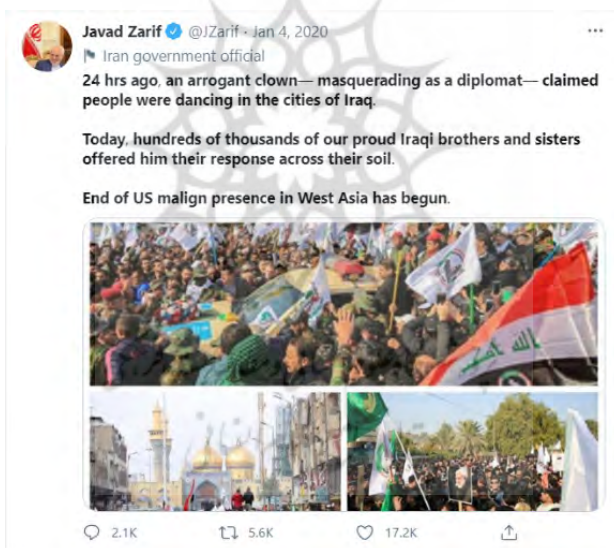 Javad Zarif @JZarif · Jan 4, 2020
Iran government official
24 hrs ago, an arrogant clown— masquerading as a diplomat— claimed
people were dancing in the cities of Iraq.
Today, hundreds of thousands of our proud Iraqi brothers and sisters
offered him their response across their soil.
End of US malign presence in West Asia has begun.
الله اكبر
2.1K 5.6K 17.2K